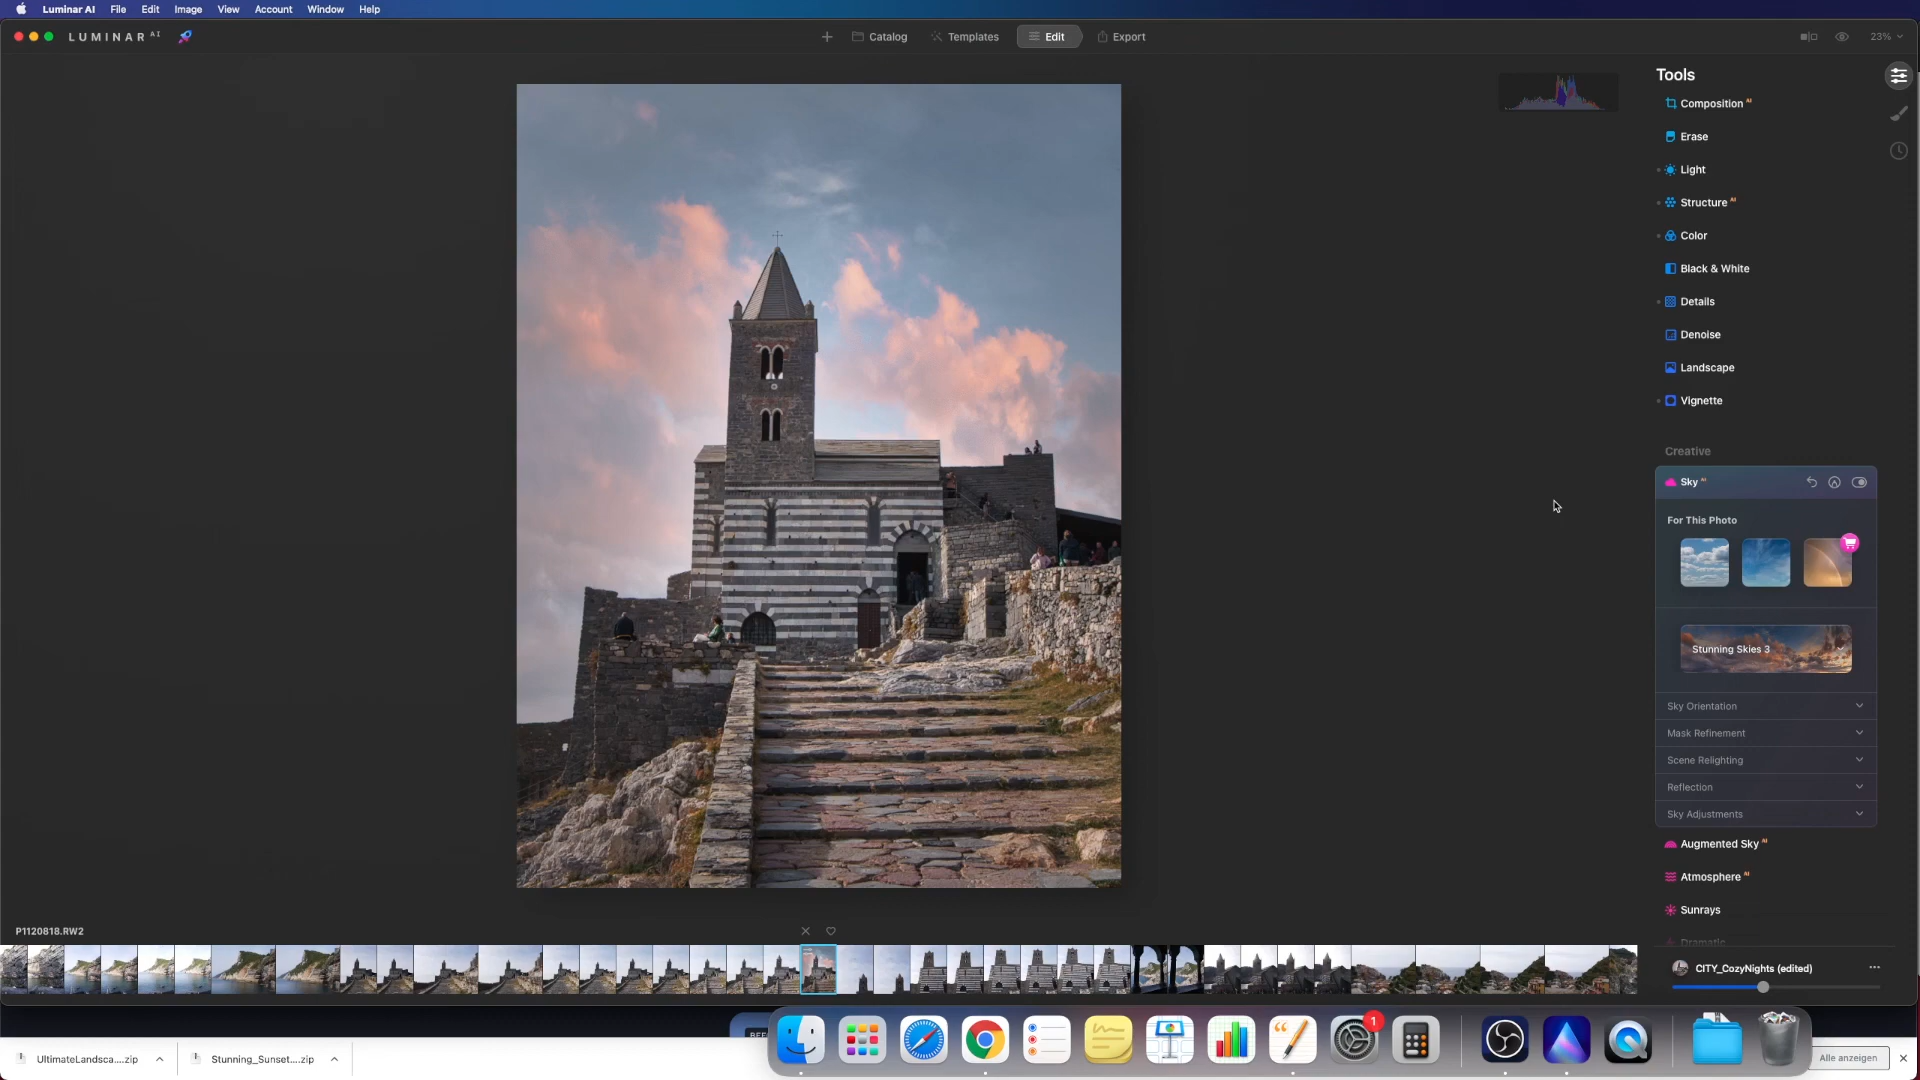 Luminar AI File Edit Image View Account Window Help
LUMINAR AI
Catalog Templates Edit Export
23%
Tools
Composition AI
Erase
Light
Structure AI
Color
Black & White
Details
Denoise
Landscape
Vignette
Creative
Sky AI
For This Photo
Stunning Skies 3
Sky Orientation
Mask Refinement
Scene Relighting
Reflection
Sky Adjustments
Augmented Sky AI
Atmosphere AI
Sunrays
Dramatic
P1120818.RW2
CITY_CozyNights (edited)
1
UltimateLandsca....zip
Stunning_Sunset....zip
Alle anzeigen